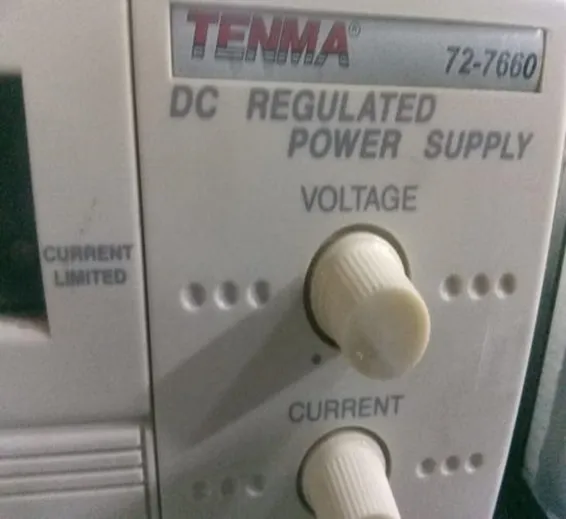 TENMA®
72-7660
DC REGULATED
POWER SUPPLY
VOLTAGE
CURRENT
LIMITED
CURRENT